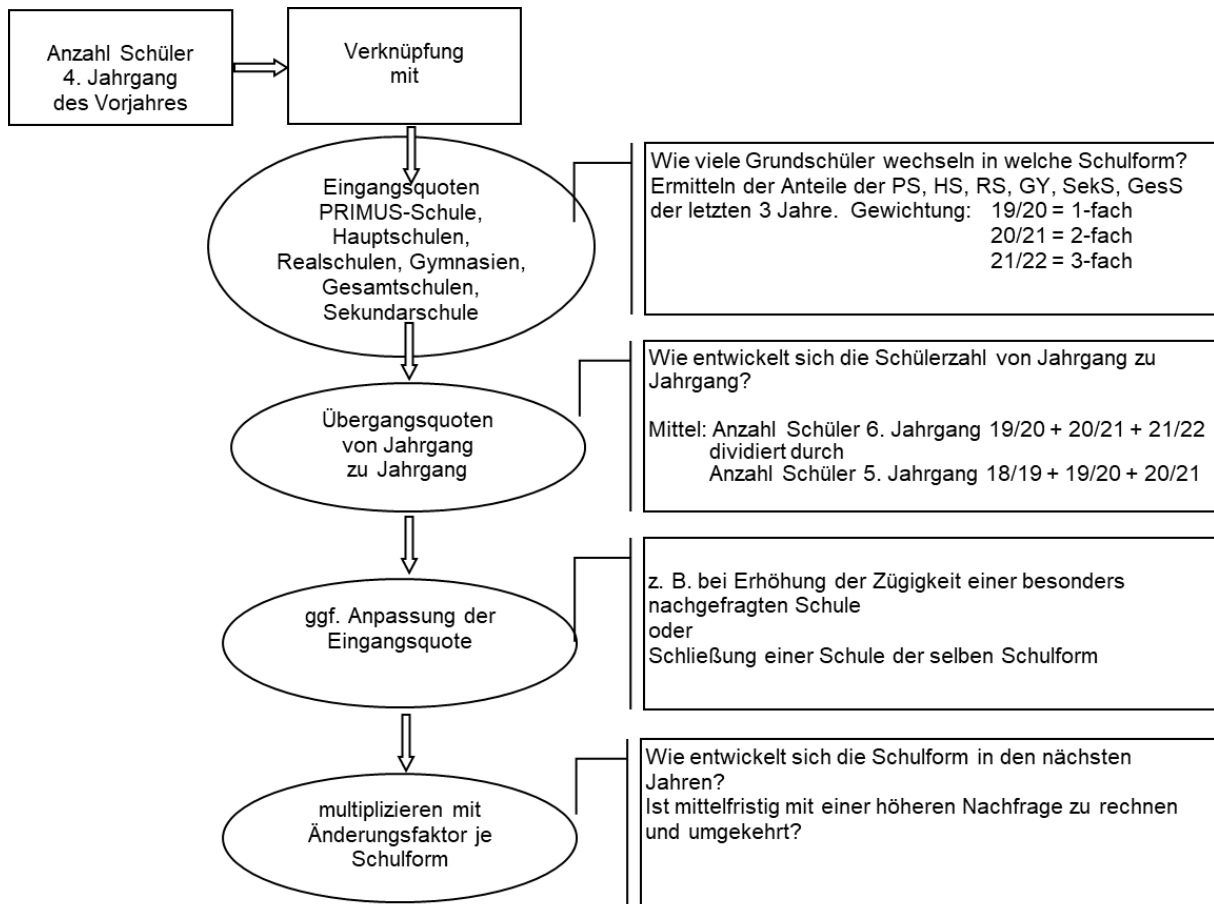 Anzahl Schüler
4. Jahrgang
des Vorjahres
Verknüpfung
mit
Eingangsquoten
PRIMUS-Schule,
Hauptschulen,
Realschulen, Gymnasien,
Gesamtschulen,
Sekundarschule
Wie viele Grundschüler wechseln in welche Schulform?
Ermitteln der Anteile der PS, HS, RS, GY, SekS, GesS
der letzten 3 Jahre. Gewichtung: 19/20 = 1-fach
20/21 = 2-fach
21/22 = 3-fach
Übergangsquoten
von Jahrgang
zu Jahrgang
Wie entwickelt sich die Schülerzahl von Jahrgang zu
Jahrgang?
Mittel: Anzahl Schüler 6. Jahrgang 19/20 + 20/21 + 21/22
dividiert durch
Anzahl Schüler 5. Jahrgang 18/19 + 19/20 + 20/21
ggf. Anpassung der
Eingangsquote
z. B. bei Erhöhung der Zügigkeit einer besonders
nachgefragten Schule
oder
Schließung einer Schule der selben Schulform
multiplizieren mit
Änderungsfaktor je
Schulform
Wie entwickelt sich die Schulform in den nächsten
Jahren?
Ist mittelfristig mit einer höheren Nachfrage zu rechnen
und umgekehrt?